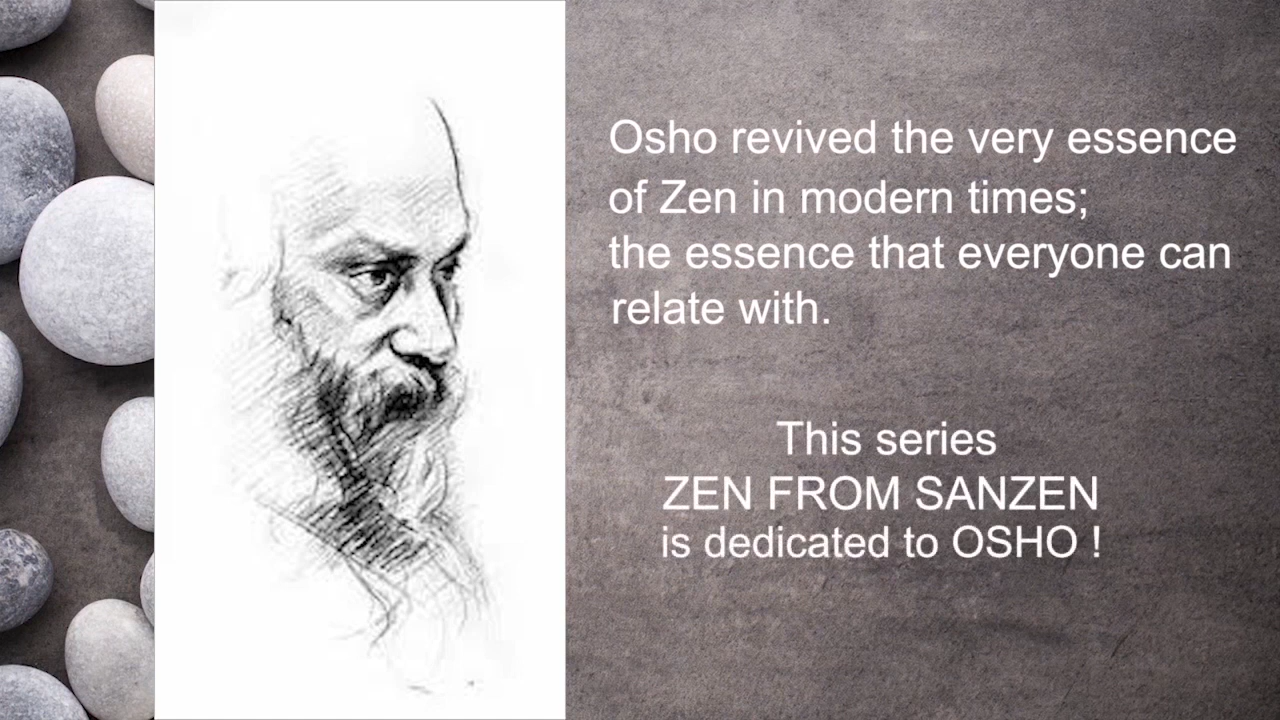 Osho revived the very essence
of Zen in modern times;
the essence that everyone can
relate with.
This series
ZEN FROM SANZEN
is dedicated to OSHO !